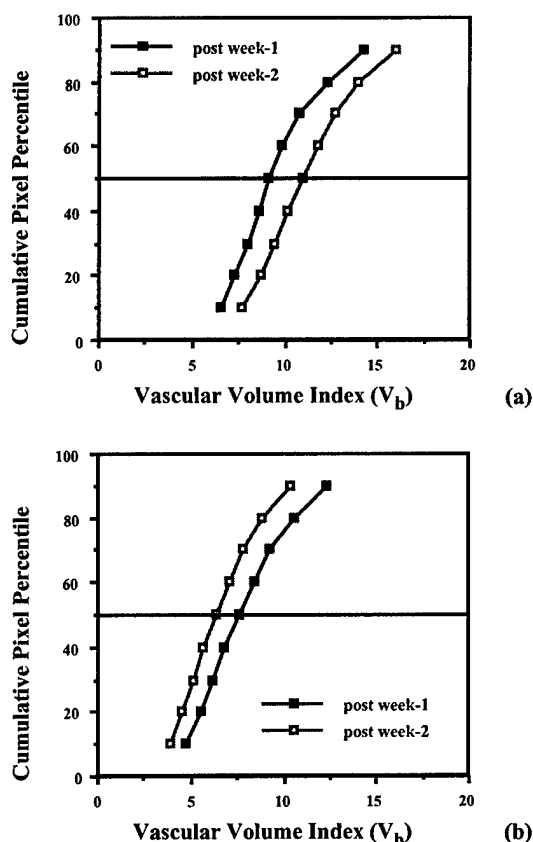 100
80
60
40
20
0
Cumulative Pixel Percentile
post week-1
post week-2
0 5 10 15 20
Vascular Volume Index (Vb)
(a)
100
80
60
40
20
0
Cumulative Pixel Percentile
post week-1
post week-2
0 5 10 15 20
Vascular Volume Index (Vb)
(b)